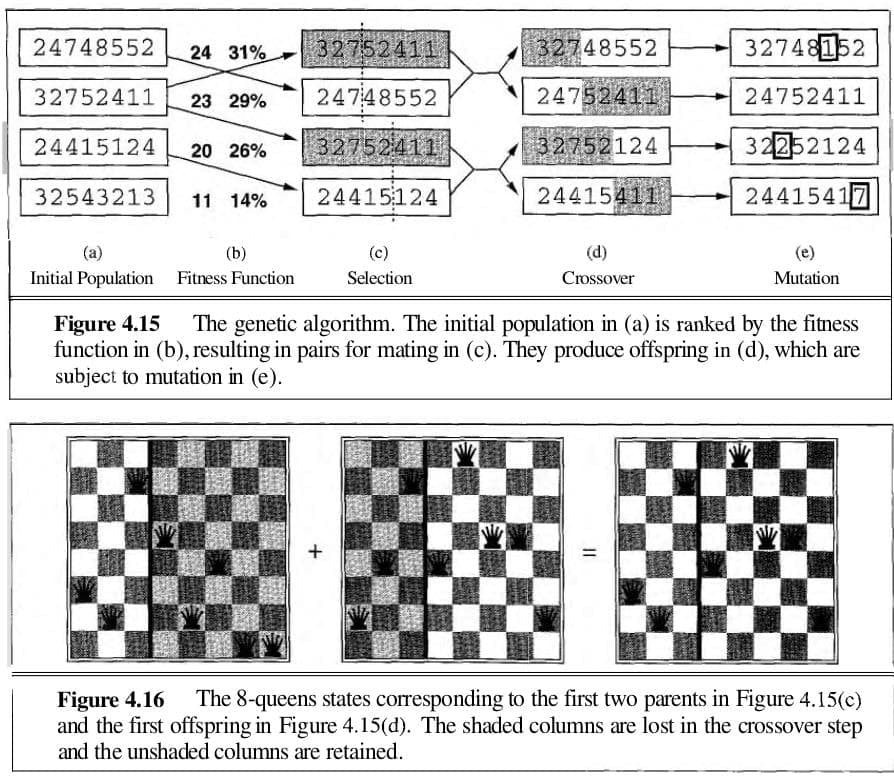 24748552 24 31% 32752411 32748552 32748152
32752411 23 29% 24748552 24752411 24752411
24415124 20 26% 32752411 32752124 32252124
32543213 11 14% 24415124 24415411 24415417
(a) (b) (c) (d) (e)
Initial Population Fitness Function Selection Crossover Mutation
Figure 4.15 The genetic algorithm. The initial population in (a) is ranked by the fitness
function in (b), resulting in pairs for mating in (c). They produce offspring in (d), which are
subject to mutation in (e).
+ =
Figure 4.16 The 8-queens states corresponding to the first two parents in Figure 4.15(c)
and the first offspring in Figure 4.15(d). The shaded columns are lost in the crossover step
and the unshaded columns are retained.